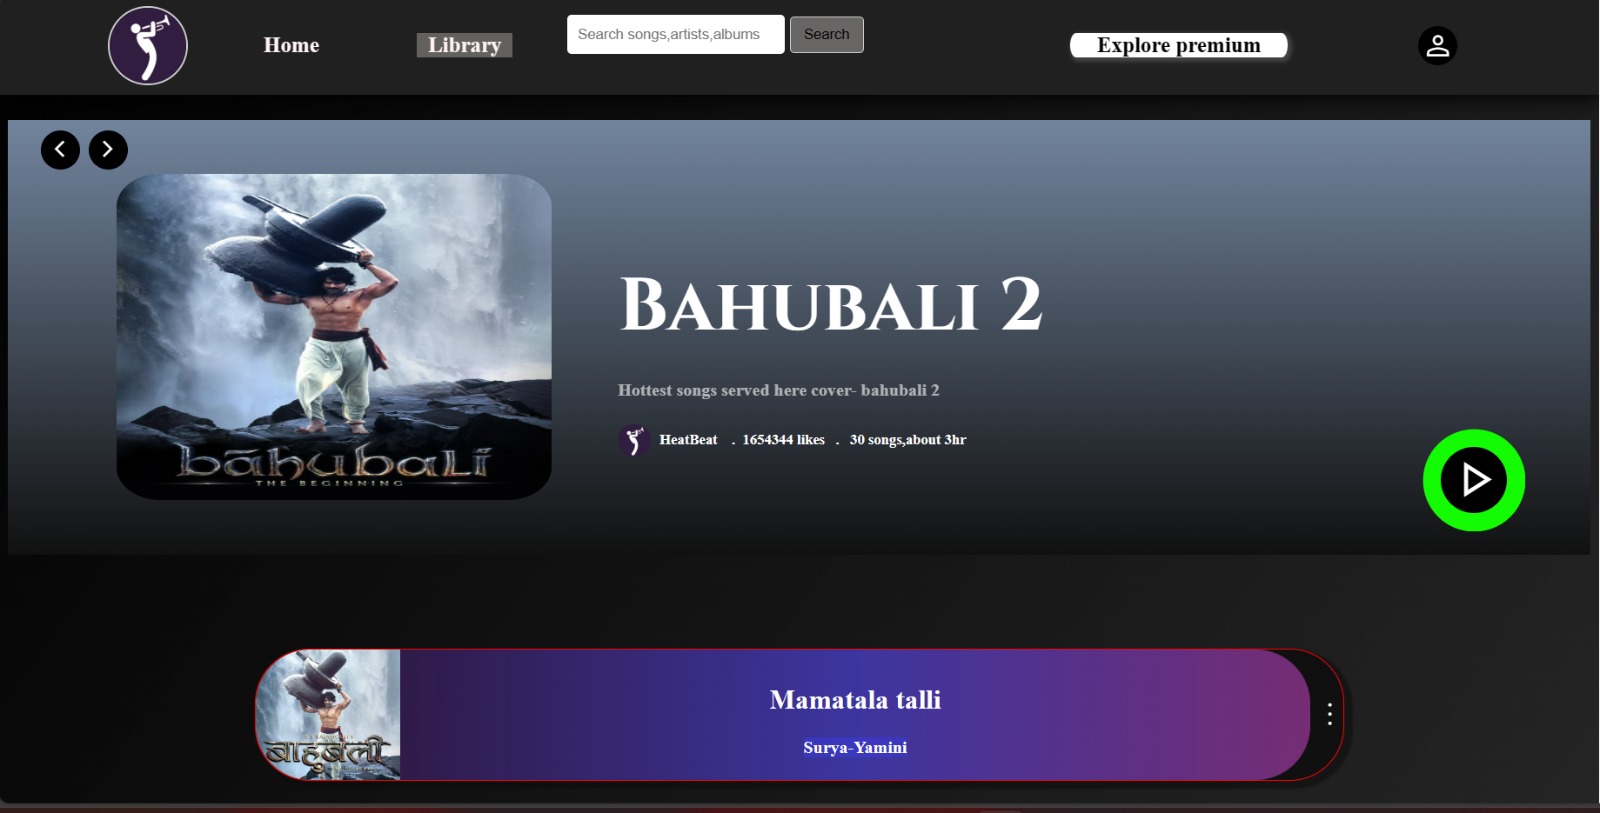 Home
Library
Search songs,artists,albums
Search
Explore premium
bāhubali
THE BEGINNING
Bahubali 2
Hottest songs served here cover- bahubali 2
HeatBeat . 1654344 likes . 30 songs,about 3hr
बाहुबली
Mamatala talli
Surya-Yamini